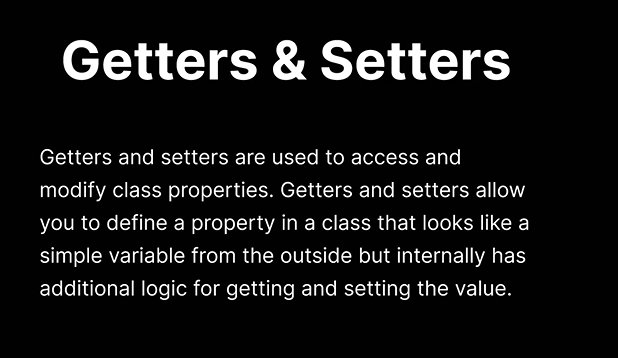 Getters & Setters
Getters and setters are used to access and
modify class properties. Getters and setters allow
you to define a property in a class that looks like a
simple variable from the outside but internally has
additional logic for getting and setting the value.